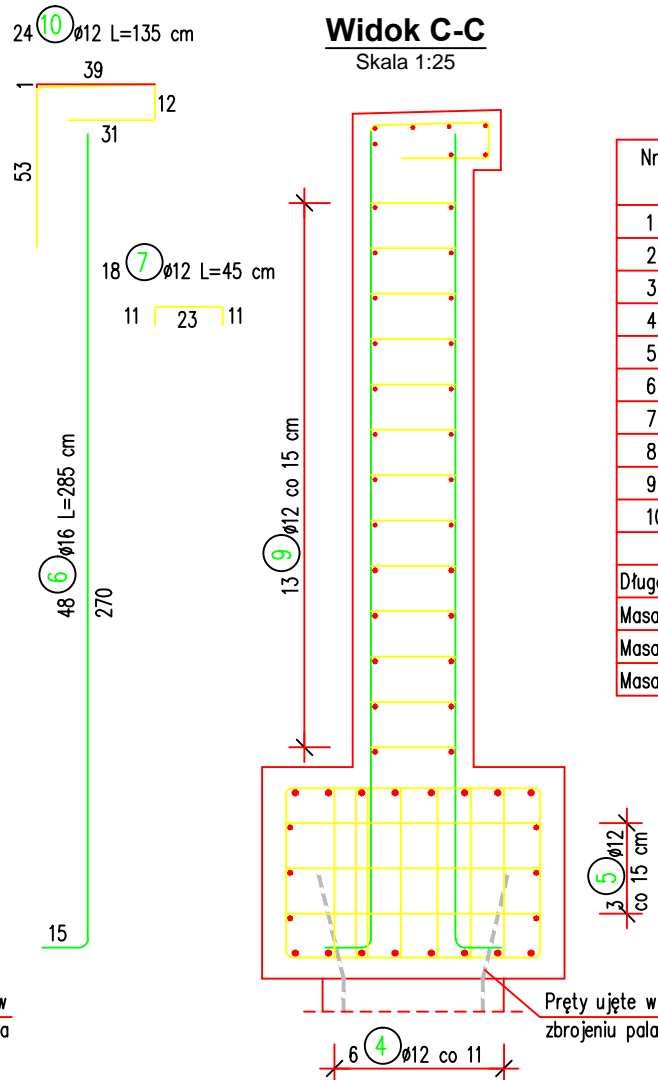 24 10 ø12 L=135 cm
39
1
12
31
53
18 7 ø12 L=45 cm
11
23
11
48 6 ø16 L=285 cm
270
15
w
a
Widok C-C
Skala 1:25
13 9 ø12 co 15 cm
3 5 ø12
co 15 cm
6 4 ø12 co 11
Pręty ujęte w
zbrojeniu pala
Nr
1
2
3
4
5
6
7
8
9
10
Długo
Masa
Masa
Masa